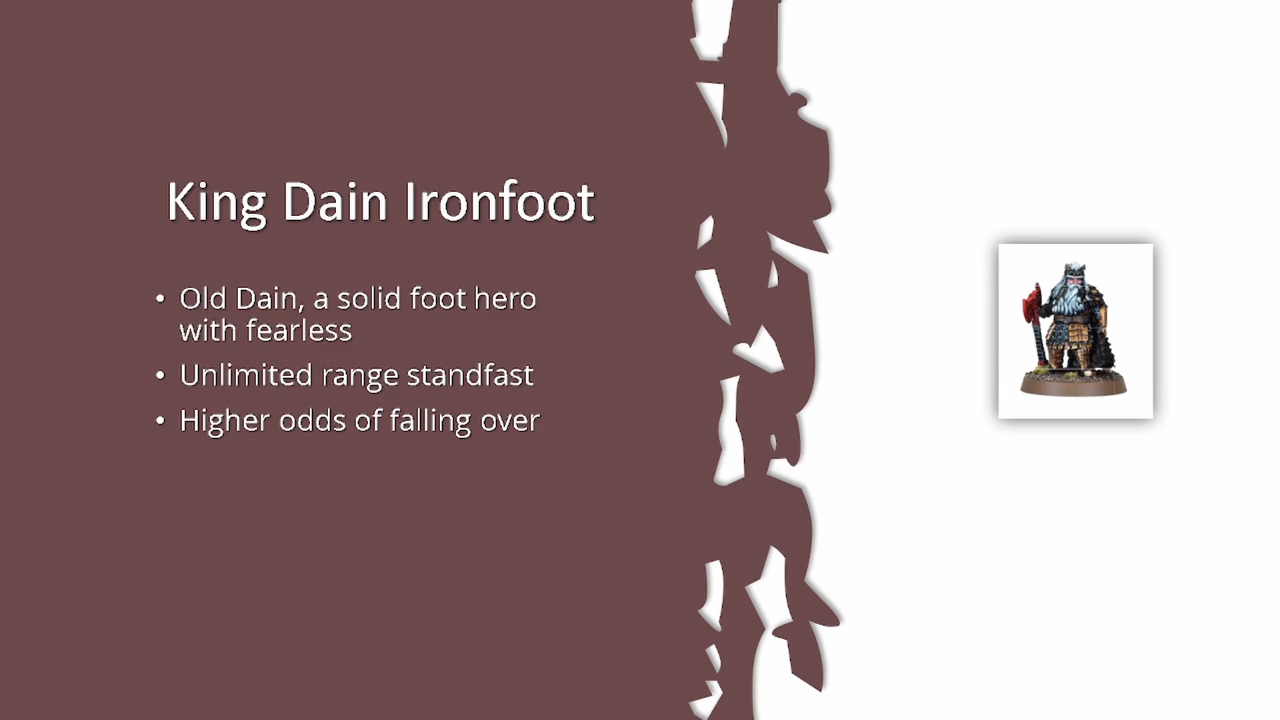 King Dain Ironfoot
• Old Dain, a solid foot hero
with fearless
• Unlimited range standfast
• Higher odds of falling over